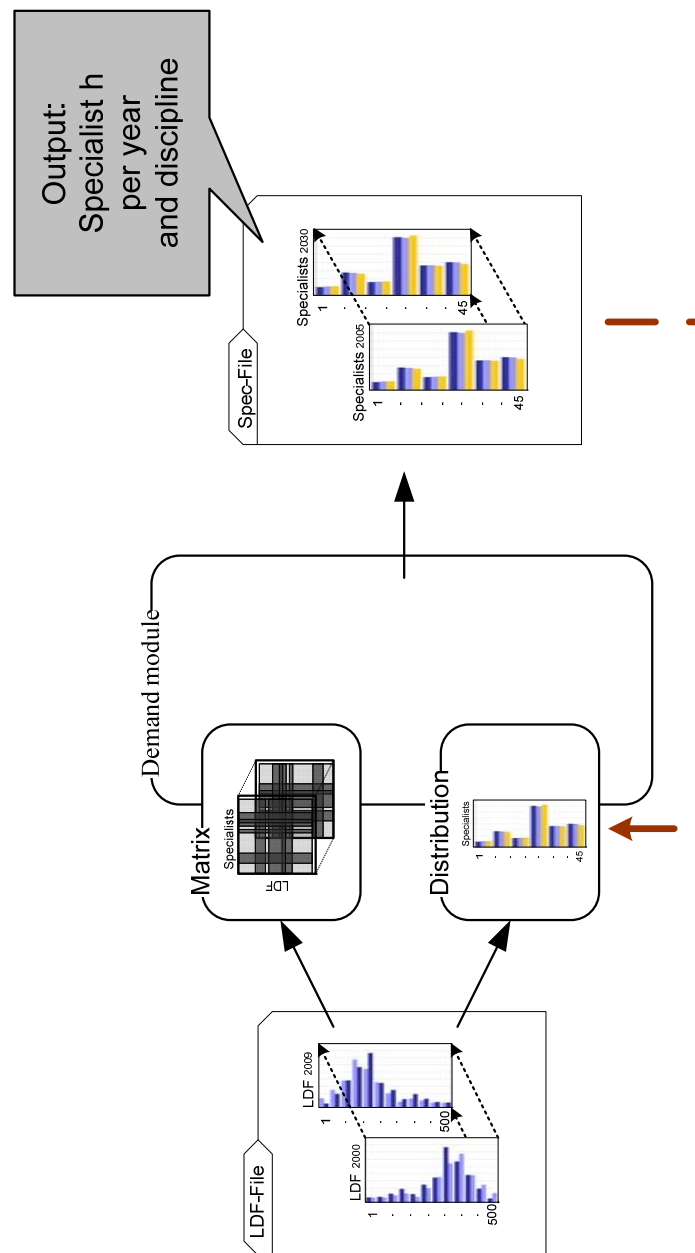 Output:
Specialist h
per year
and discipline
Spec-File
Specialists 2030
1
.
.
.
.
.
45
Specialists 2005
1
.
.
.
.
.
45
Demand module
Matrix
Specialists
LDF
Distribution
Specialists
1
.
.
.
.
.
45
LDF-File
LDF 2009
1
.
.
.
.
.
500
LDF 2000
1
.
.
.
.
.
500